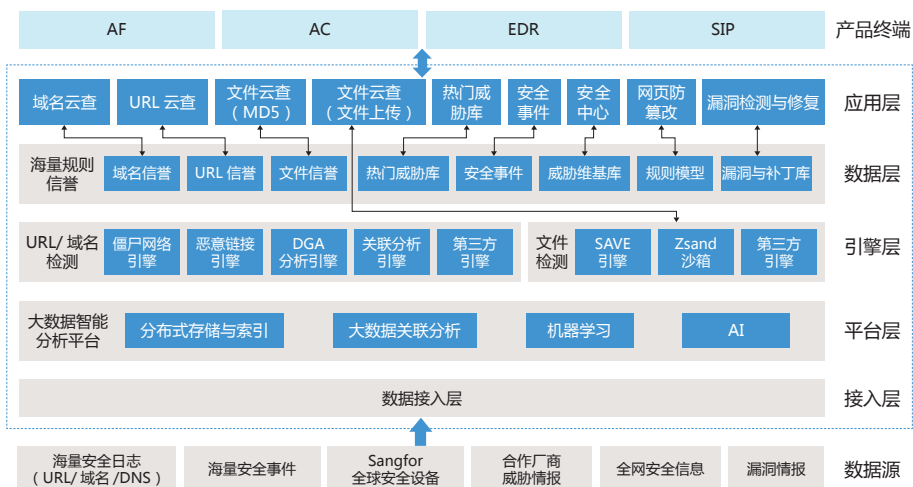 AF
AC
EDR
SIP
产品终端
域名云查
URL 云查
文件云查
（MD5）
文件云查
（文件上传）
热门威
胁库
安全
事件
安全
中心
网页防
篡改
漏洞检测与修复
应用层
海量规则
信誉
域名信誉
URL 信誉
文件信誉
热门威胁库
安全事件
威胁维基库
规则模型
漏洞与补丁库
数据层
URL/ 域名
检测
僵尸网络
引擎
恶意链接
引擎
DGA
分析引擎
关联分析
引擎
第三方
引擎
文件
检测
SAVE
引擎
Zsand
沙箱
第三方
引擎
引擎层
大数据智能
分析平台
分布式存储与索引
大数据关联分析
机器学习
AI
平台层
数据接入层
接入层
海量安全日志
（URL/ 域名 /DNS）
海量安全事件
Sangfor
全球安全设备
合作厂商
威胁情报
全网安全信息
漏洞情报
数据源